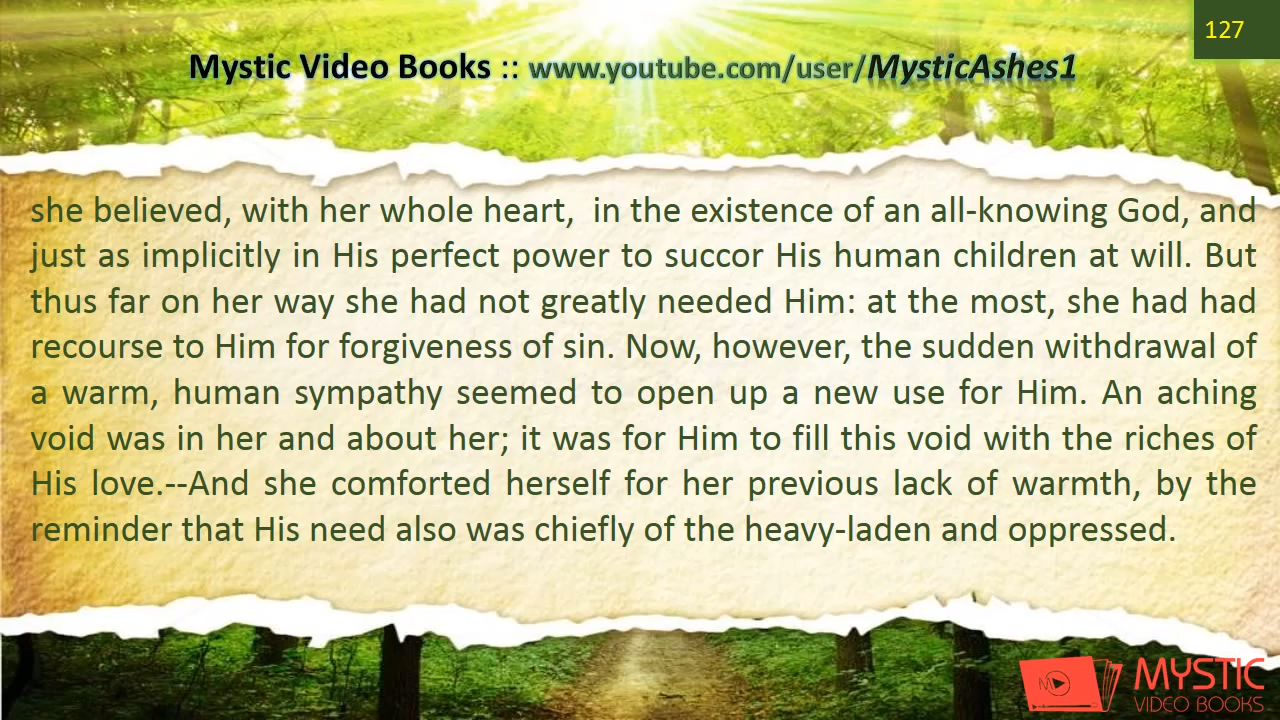 127
Mystic Video Books :: www.youtube.com/user/MysticAshes1
she believed, with her whole heart,  in the existence of an all-knowing God, and
just as implicitly in His perfect power to succor His human children at will. But
thus far on her way she had not greatly needed Him: at the most, she had had
recourse to Him for forgiveness of sin. Now, however, the sudden withdrawal of
a warm, human sympathy seemed to open up a new use for Him. An aching
void was in her and about her; it was for Him to fill this void with the riches of
His love.--And she comforted herself for her previous lack of warmth, by the
reminder that His need also was chiefly of the heavy-laden and oppressed.
MYSTIC
VIDEO BOOKS